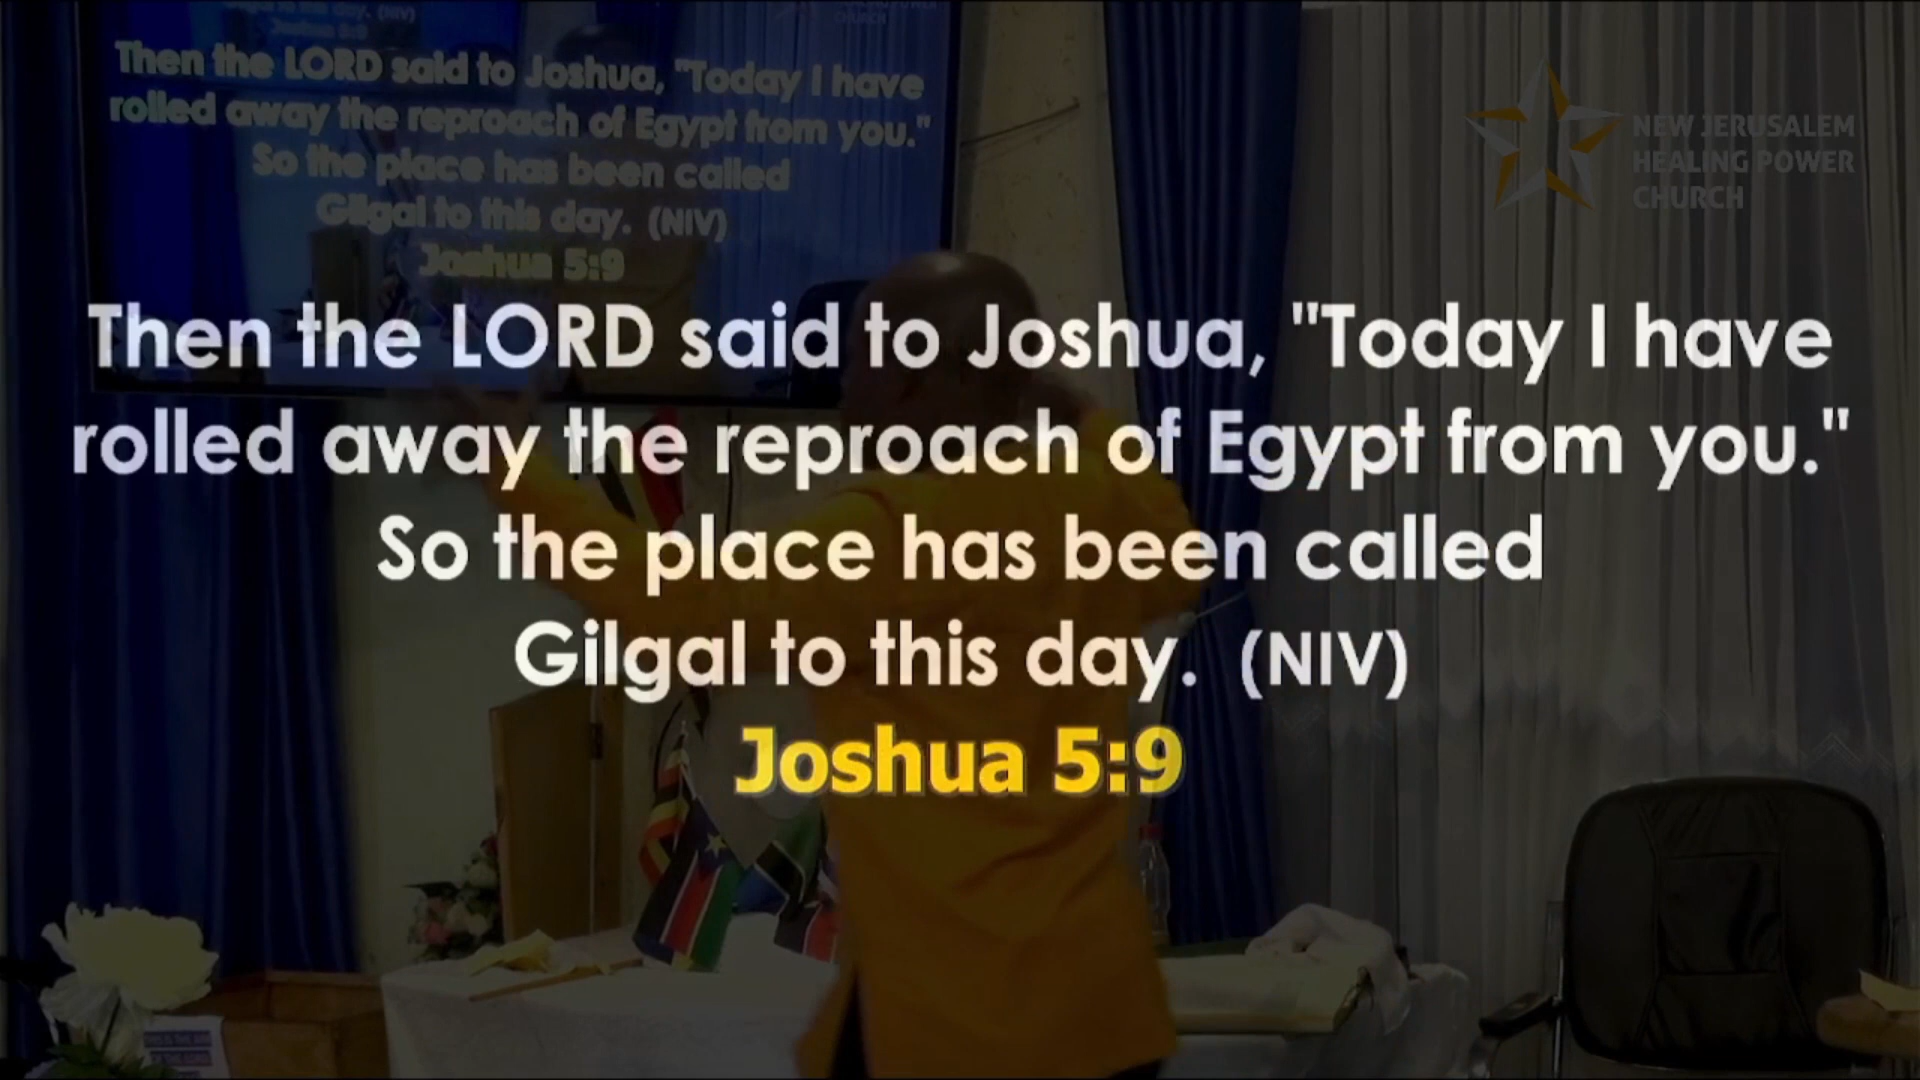 day. (NIV)
CHURCH
Then the LORD said to Joshua, "Today I have
rolled away the reproach of Egypt from you."
So the place has been called
Gilgal to this day. (NIV)
Joshua 5:9
NEW JERUSALEM
HEALING POWER
CHURCH
Then the LORD said to Joshua, "Today I have
rolled away the reproach of Egypt from you."
So the place has been called
Gilgal to this day. (NIV)
Joshua 5:9